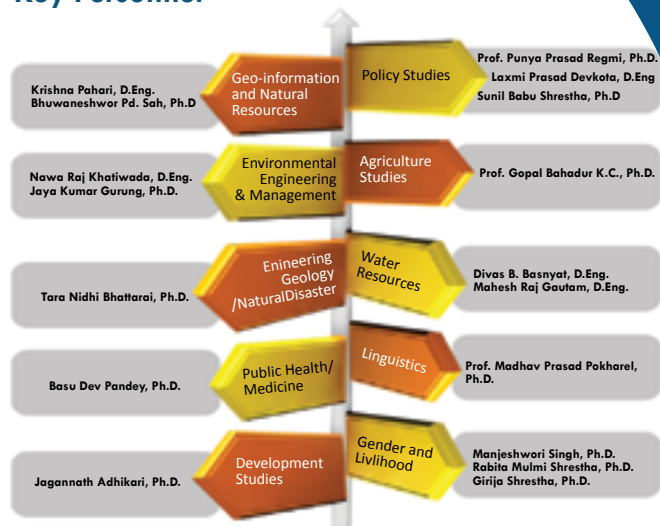 Krishna Pahari, D.Eng.
Bhuwaneshwor Pd. Sah, Ph.D
Geo-information
and Natural
Resources
Policy Studies
Prof. Punya Prasad Regmi, Ph.D.
Laxmi Prasad Devkota, D.Eng
Sunil Babu Shrestha, Ph.D
Nawa Raj Khatiwada, D.Eng.
Jaya Kumar Gurung, Ph.D.
Environmental
Engineering
& Management
Agriculture
Studies
Prof. Gopal Bahadur K.C., Ph.D.
Tara Nidhi Bhattarai, Ph.D.
Enineering
Geology
/NaturalDisaster
Water
Resources
Divas B. Basnyat, D.Eng.
Mahesh Raj Gautam, D.Eng.
Basu Dev Pandey, Ph.D.
Public Health/
Medicine
Linguistics
Prof. Madhav Prasad Pokharel,
Ph.D.
Jagannath Adhikari, Ph.D.
Development
Studies
Gender and
Livlihood
Manjeshwori Singh, Ph.D.
Rabita Mulmi Shrestha, Ph.D.
Girija Shrestha, Ph.D.